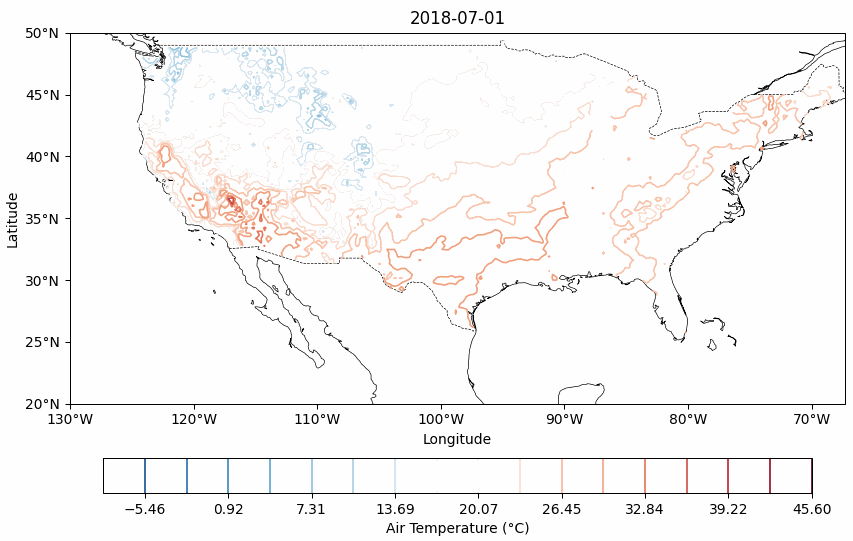 2018-07-01
50°N
45°N
40°N
35°N
30°N
25°N
20°N
Latitude
130°W 120°W 110°W 100°W 90°W 80°W 70°W
Longitude
−5.46 0.92 7.31 13.69 20.07 26.45 32.84 39.22 45.60
Air Temperature (°C)